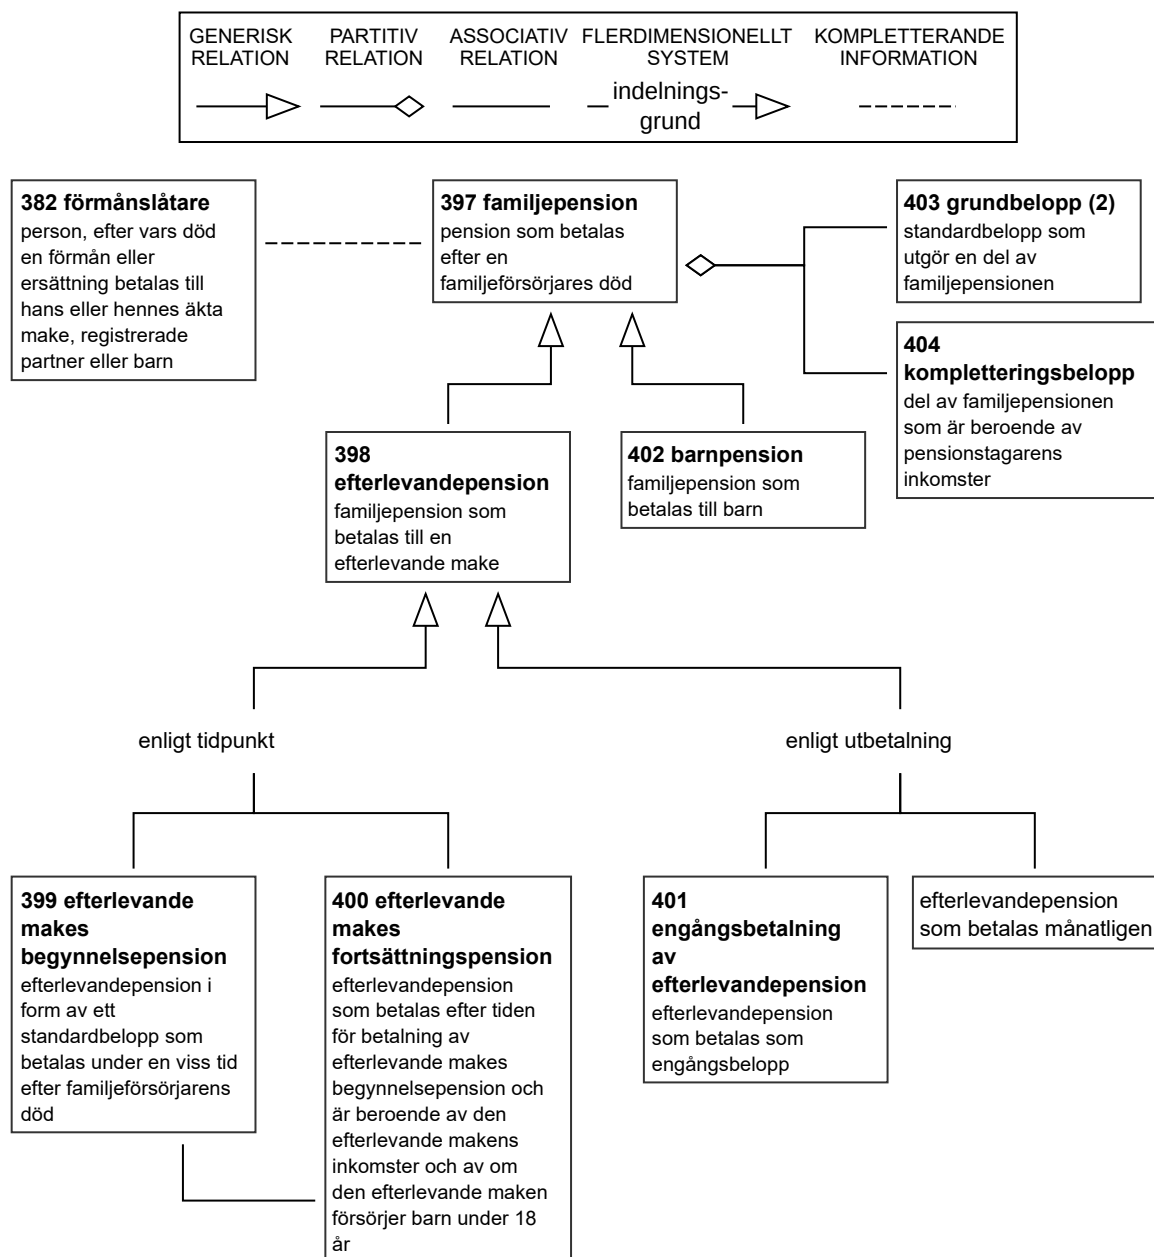 GENERISK
RELATION
PARTITIV
RELATION
ASSOCIATIV
RELATION
FLERDIMENSIONELLT
SYSTEM
KOMPLETTERANDE
INFORMATION
indelnings-
grund
382 förmånslåtare
person, efter vars död
en förmån eller
ersättning betalas till
hans eller hennes äkta
make, registrerade
partner eller barn
397 familjepension
pension som betalas
efter en
familjeförsörjares död
403 grundbelopp (2)
standardbelopp som
utgör en del av
familjepensionen
404
kompletteringsbelopp
del av familjepensionen
som är beroende av
pensionstagarens
inkomster
398
efterlevandepension
familjepension som
betalas till en
efterlevande make
402 barnpension
familjepension som
betalas till barn
enligt tidpunkt
enligt utbetalning
399 efterlevande
makes
begynnelsepension
efterlevandepension i
form av ett
standardbelopp som
betalas under en viss tid
efter familjeförsörjarens
död
400 efterlevande
makes
fortsättningspension
efterlevandepension
som betalas efter tiden
för betalning av
efterlevande makes
begynnelsepension och
är beroende av den
efterlevande makens
inkomster och av om
den efterlevande maken
försörjer barn under 18
år
401
engångsbetalning
av
efterlevandepension
efterlevandepension
som betalas som
engångsbelopp
efterlevandepension
som betalas månatligen